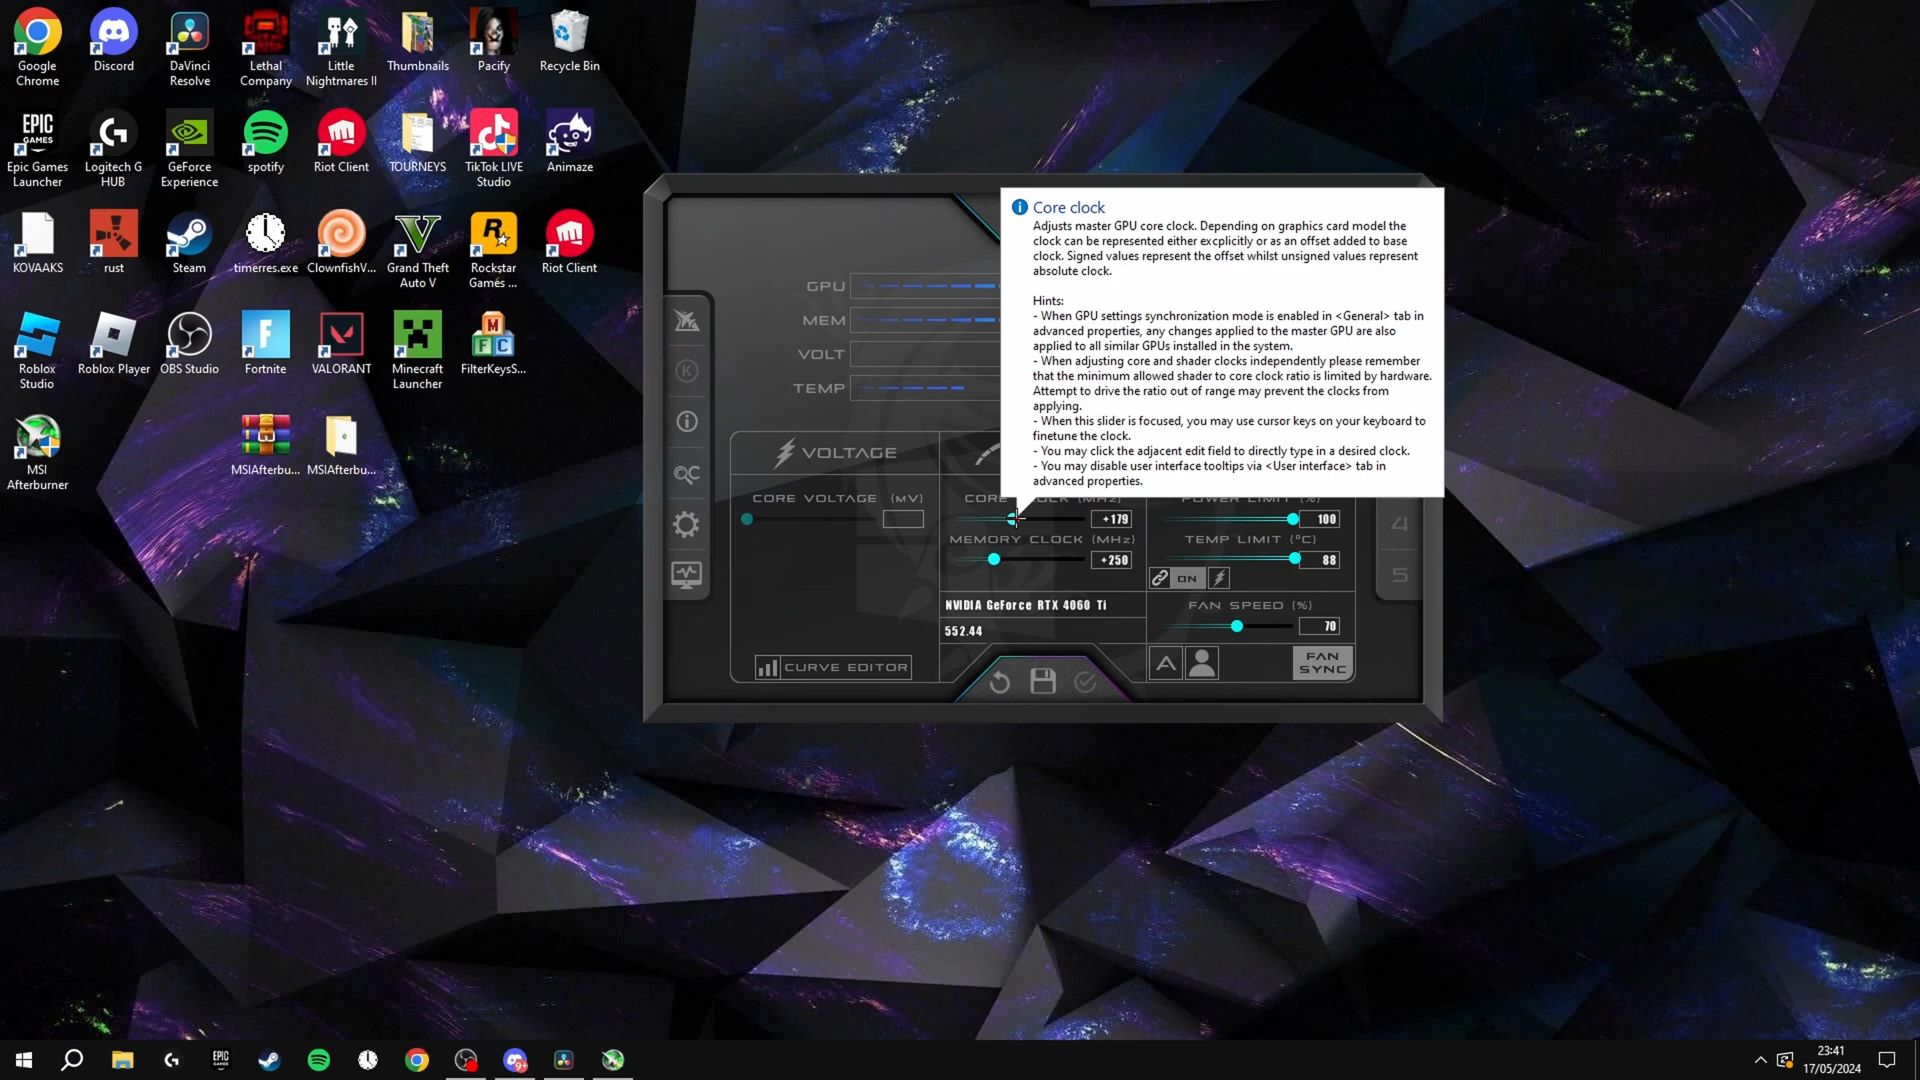 Google
Chrome
Discord
DaVinci
Resolve
Lethal
Company
Little
Nightmares II
Thumbnails
Pacify
Recycle Bin
EPIC
GAMES
Epic Games
Launcher
Logitech G
HUB
GeForce
Experience
spotify
Riot Client
TOURNEYS
TikTok LIVE
Studio
Animaze
KOVAAKS
rust
Steam
timerres.exe
ClownfishV...
Grand Theft
Auto V
Rockstar
Games ...
Riot Client
Roblox
Studio
Roblox Player
OBS Studio
Fortnite
VALORANT
Minecraft
Launcher
FilterKeysS...
MSI
Afterburner
MSIAfterbu...
MSIAfterbu...
Core clock
Adjusts master GPU core clock. Depending on graphics card model the
clock can be represented either excplicitly or as an offset added to base
clock. Signed values represent the offset whilst unsigned values represent
absolute clock.
Hints:
- When GPU settings synchronization mode is enabled in <General> tab in
advanced properties, any changes applied to the master GPU are also
applied to all similar GPUs installed in the system.
- When adjusting core and shader clocks independently please remember
that the minimum allowed shader to core clock ratio is limited by hardware.
Attempt to drive the ratio out of range may prevent the clocks from
applying.
- When this slider is focused, you may use cursor keys on your keyboard to
finetune the clock.
- You may click the adjacent edit field to directly type in a desired clock.
- You may disable user interface tooltips via <User interface> tab in
advanced properties.
GPU
MEM
VOLT
TEMP
K
OC
VOLTAGE
CORE VOLTAGE (MV)
CORE CLOCK (MHZ)
+179
MEMORY CLOCK (MHz)
+250
POWER LIMIT (%)
100
TEMP LIMIT (°C)
88
ON
4
5
NVIDIA GeForce RTX 4060 Ti
552.44
FAN SPEED (%)
70
CURVE EDITOR
A
FAN
SYNC
EPIC
GAMES
9+
23:41
17/05/2024